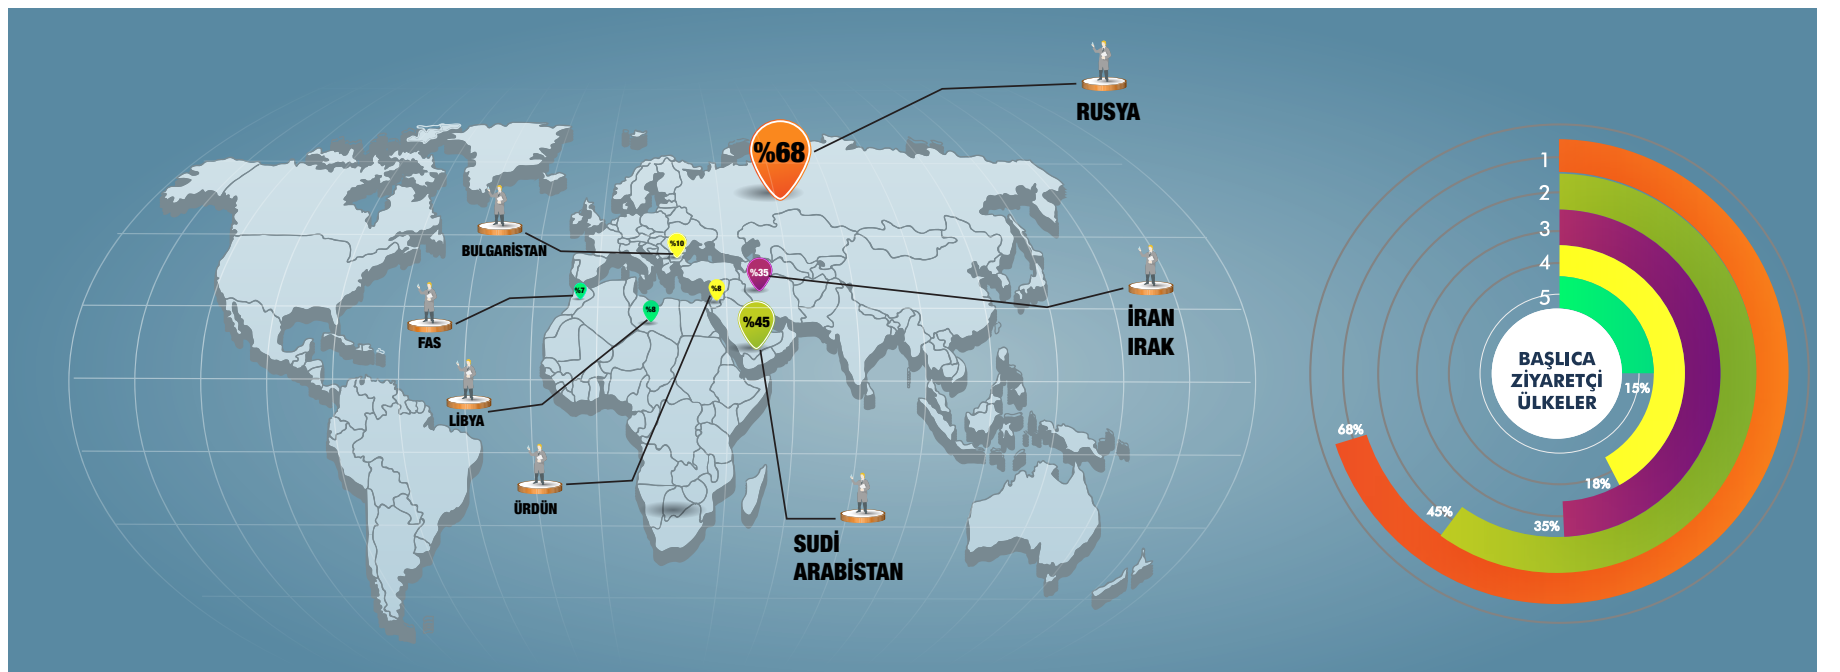 RUSYA
%68
BULGARİSTAN
%10
%35
İRAN
IRAK
%7
%8
%8
FAS
%45
LİBYA
ÜRDÜN
SUDİ
ARABİSTAN
1
2
3
4
5
BAŞLICA
ZİYARETÇİ
ÜLKELER
15%
68%
18%
45%
35%